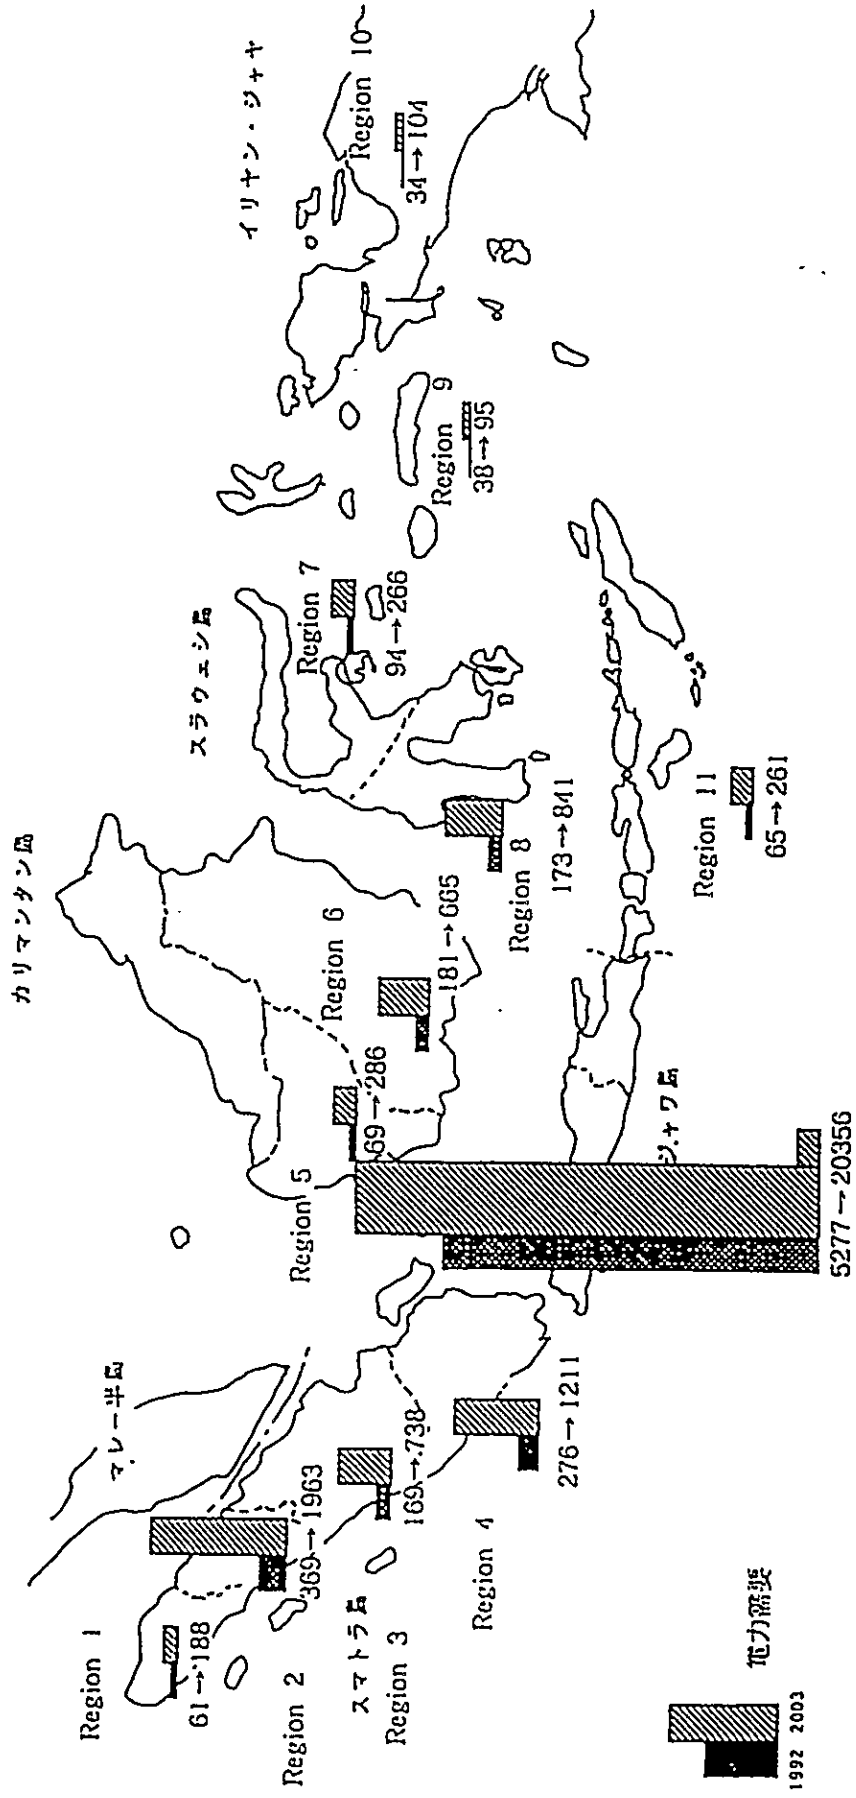 マレー半島
カリマンタン島
スラウェシ島
イリヤン・ジャヤ
Region 1
61→188
Region 2
369→1963
スマトラ島
Region 3
169→738
Region 4
276→1211
Region 5
69→286
Region 6
181→665
Region 7
94→266
Region 8
173→841
Region 9
38→95
Region 10
34→104
Region 11
65→261
ジャワ島
5277→20356
電力需要
1992 2003